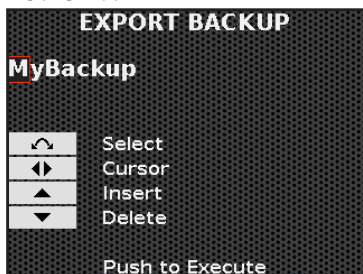 EXPORT BACKUP
MyBackup
Select
Cursor
Insert
Delete
Push to Execute